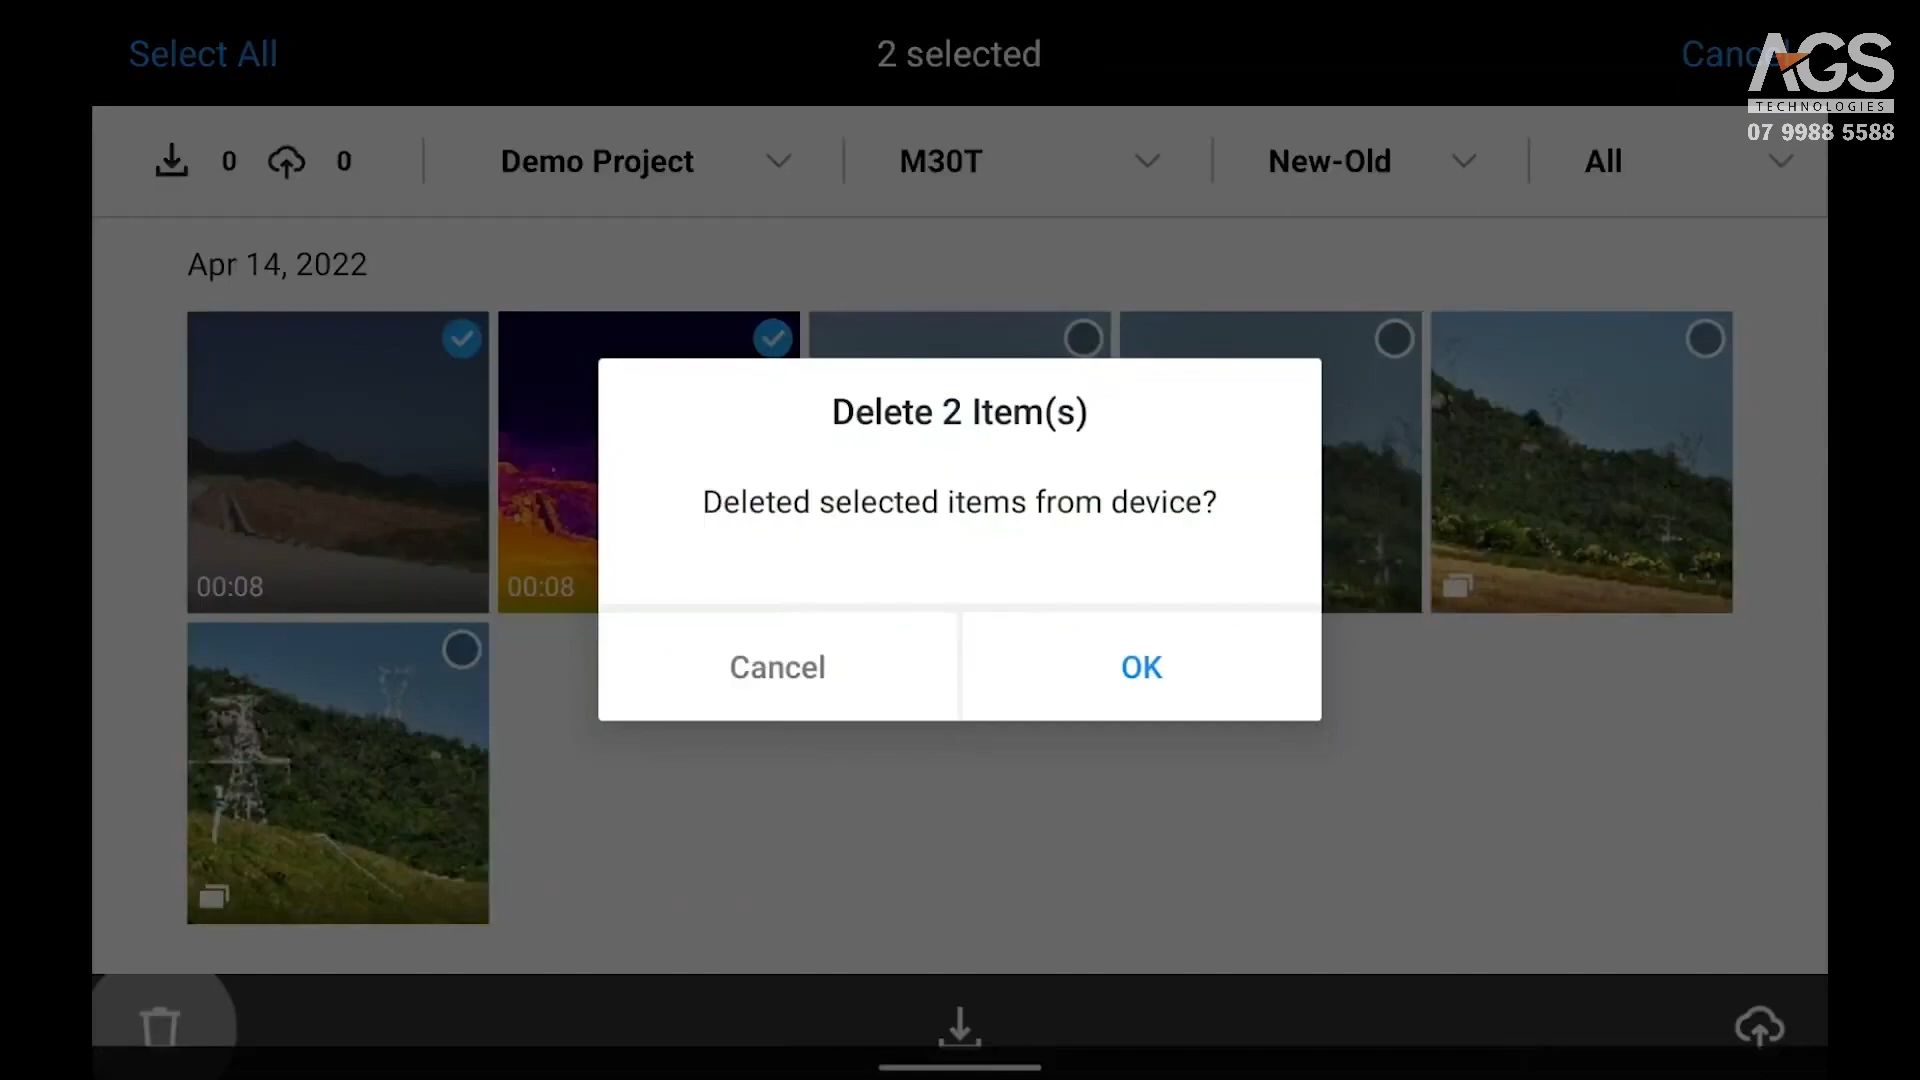 Select All
2 selected
Cancel
AGS
TECHNOLOGIES
07 9988 5588
0
0
Demo Project
M30T
New-Old
All
Apr 14, 2022
00:08
00:08
Delete 2 Item(s)
Deleted selected items from device?
Cancel
OK